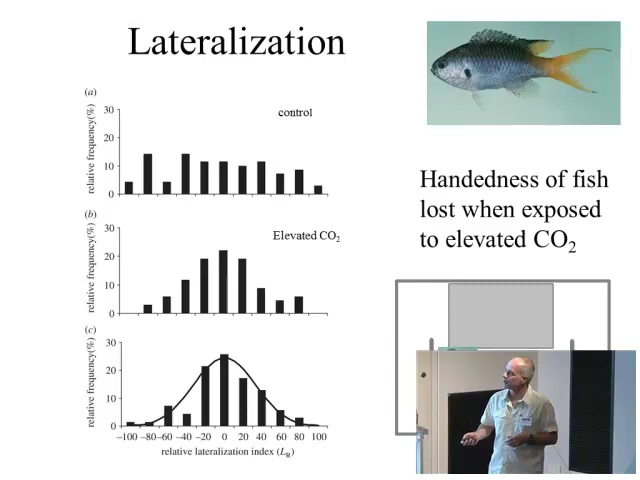 Lateralization
(a)
relative frequency(%)
30
20
10
0
control
(b)
relative frequency(%)
30
20
10
0
Elevated CO2
(c)
relative frequency(%)
30
20
10
0
−100 −80 −60 −40 −20 0 20 40 60 80 100
relative lateralization index (LR)
Handedness of fish
lost when exposed
to elevated CO2